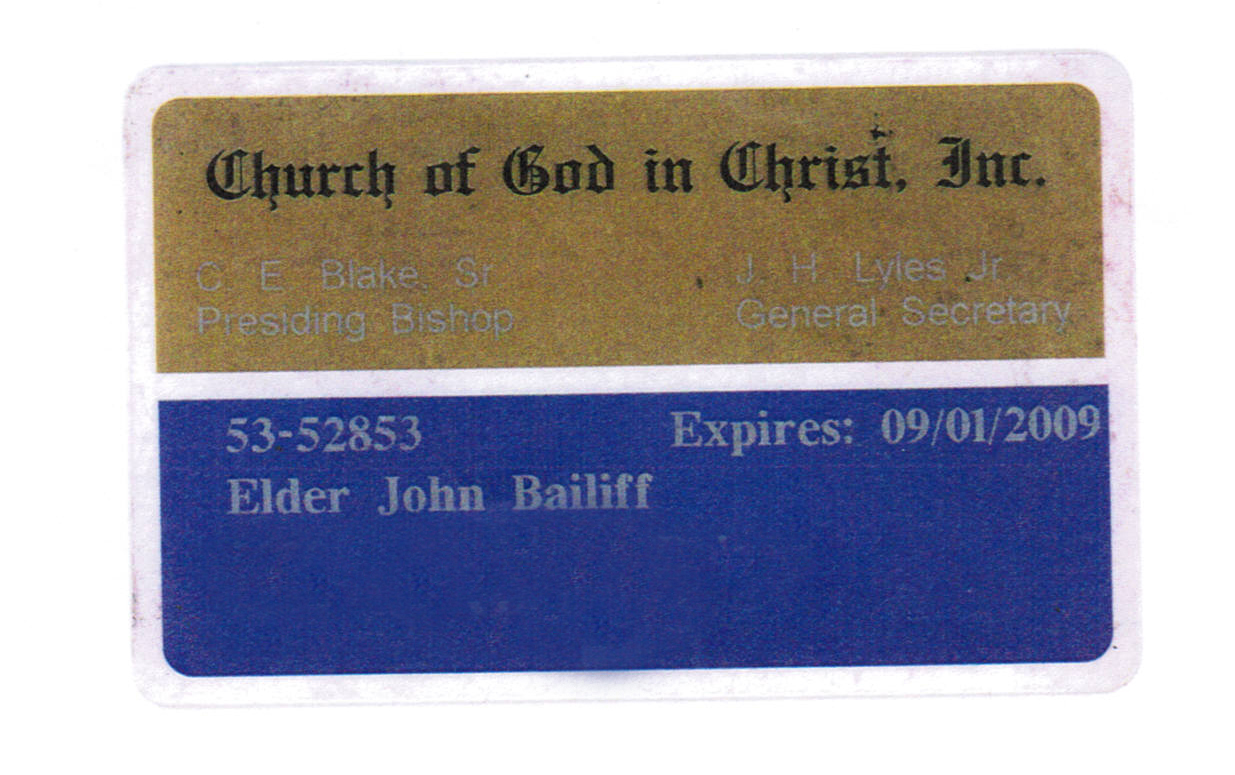 Church of God in Christ, Inc.
C. E Blake, Sr
Presiding Bishop
J. H Lyles Jr
General Secretary
53-52853
Expires: 09/01/2009
Elder John Bailiff